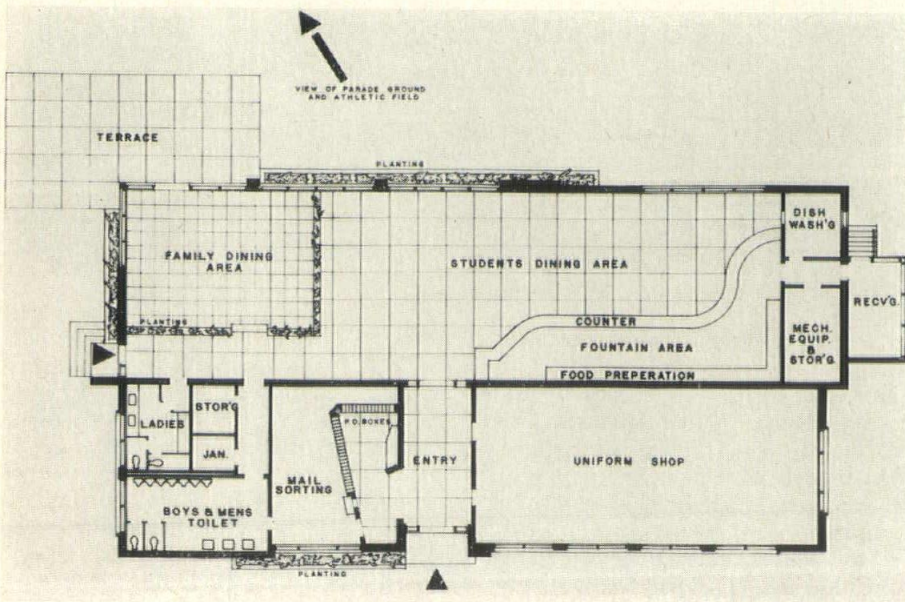 VIEW OF PARADE GROUND
AND ATHLETIC FIELD
TERRACE
PLANTING
DISH
WASH'G
FAMILY DINING
AREA
STUDENTS DINING AREA
RECV'G.
PLANTING
COUNTER
MECH.
EQUIP.
&
STOR'G.
FOUNTAIN AREA
FOOD PREPERATION
STOR'G
LADIES
P.O. BOXES
JAN.
ENTRY
UNIFORM SHOP
MAIL
SORTING
BOYS & MENS
TOILET
PLANTING